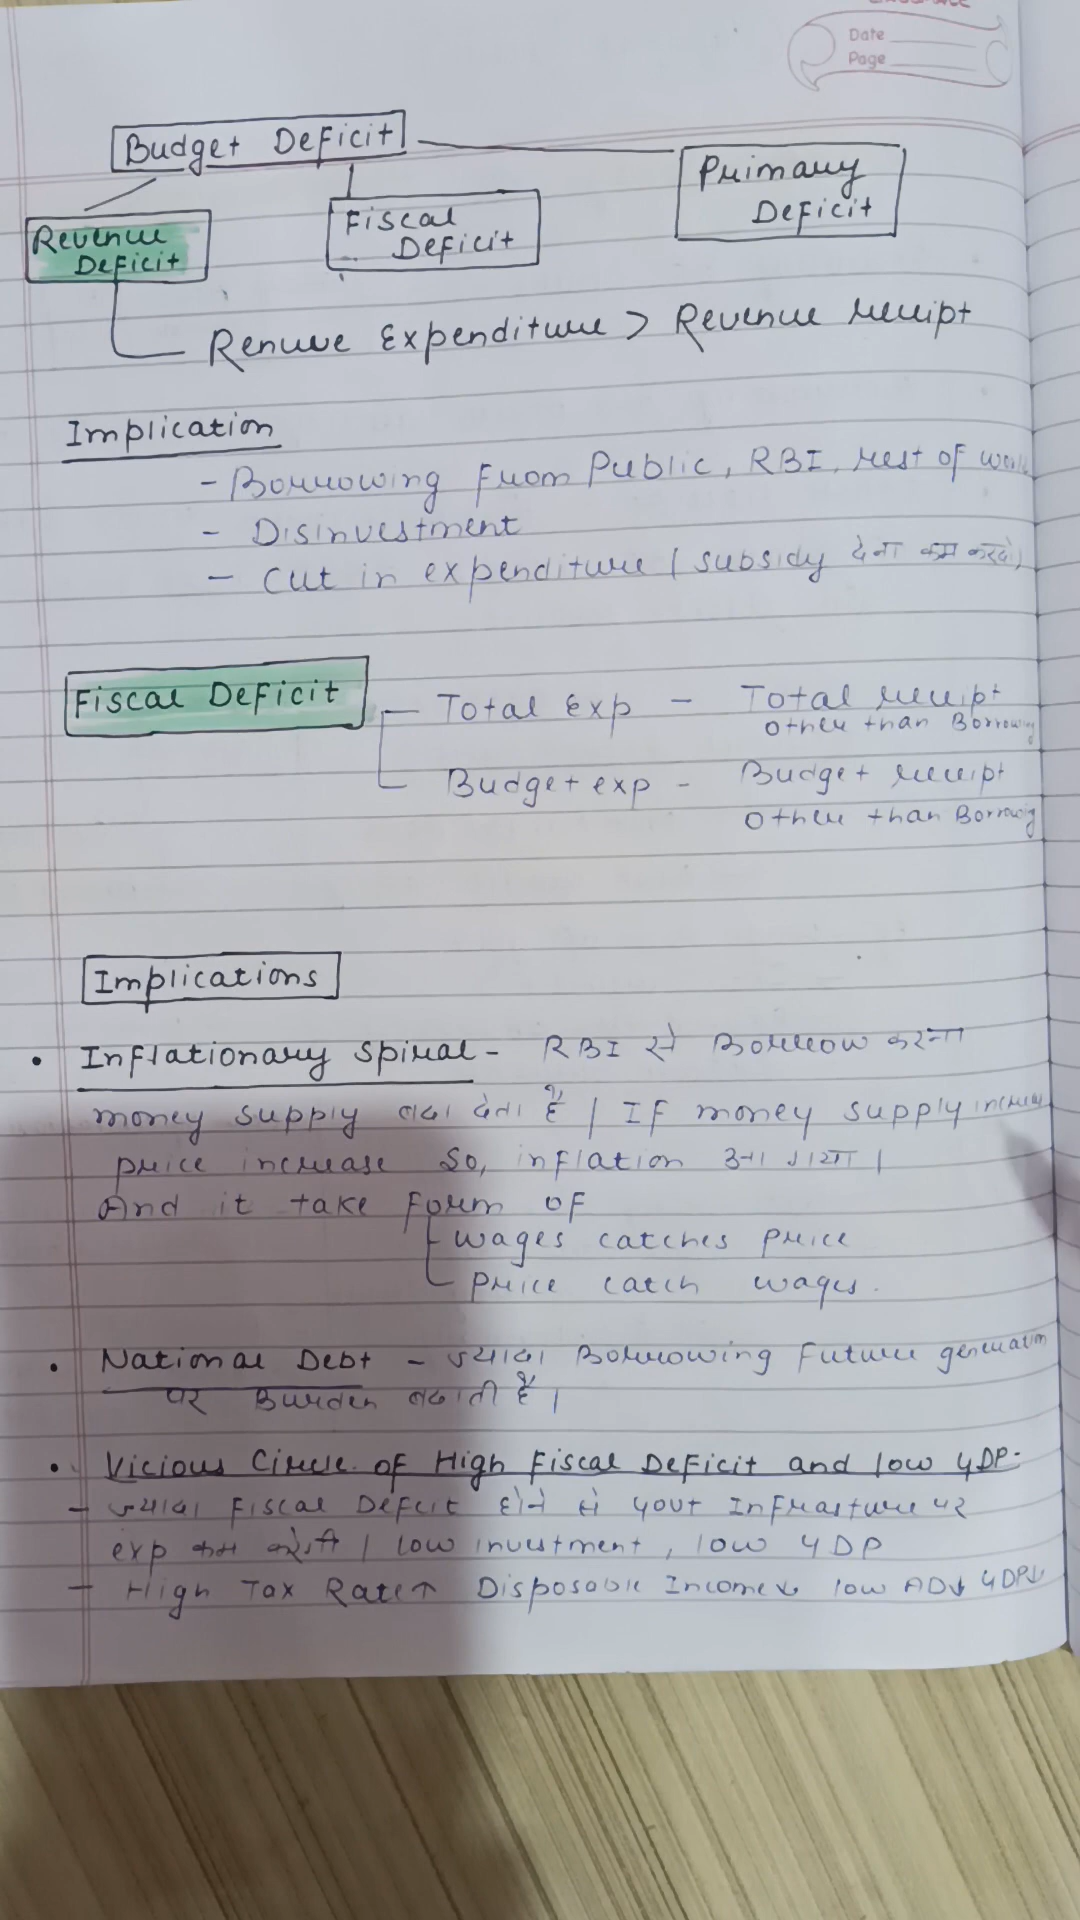 Date
Page
Budget Deficit
Primary
Deficit
Revenue
Deficit
Fiscal
Deficit
Renuve Expenditure > Revenue receipt
Implication
- Borrowing From Public, RBI, rest of
- Disinvestment
- cut in expenditure ( subsidy देना कम करदो)
Fiscal Deficit
Total Exp - Total receipt
other than Borrowing
Budget exp - Budget receipt
other than Borrowing
Implications
• Inflationary Spiral - RBI से Borrow करना
money supply बढा देता है | If money supply increase
price increase So, inflation आ गया |
And it take form of
wages catches price
price catch wages.
• National Debt - ज्यादा Borrowing Future generation
पर Burden बढाती है |
• Vicious Circle of High Fiscal Deficit and low GDP.
- ज्यादा Fiscal Deficit होने से Govt पर
exp कम करेगी | low investment, low GDP
- High Tax Rate↑ Disposable Income↓ low AD↓ GDP↓